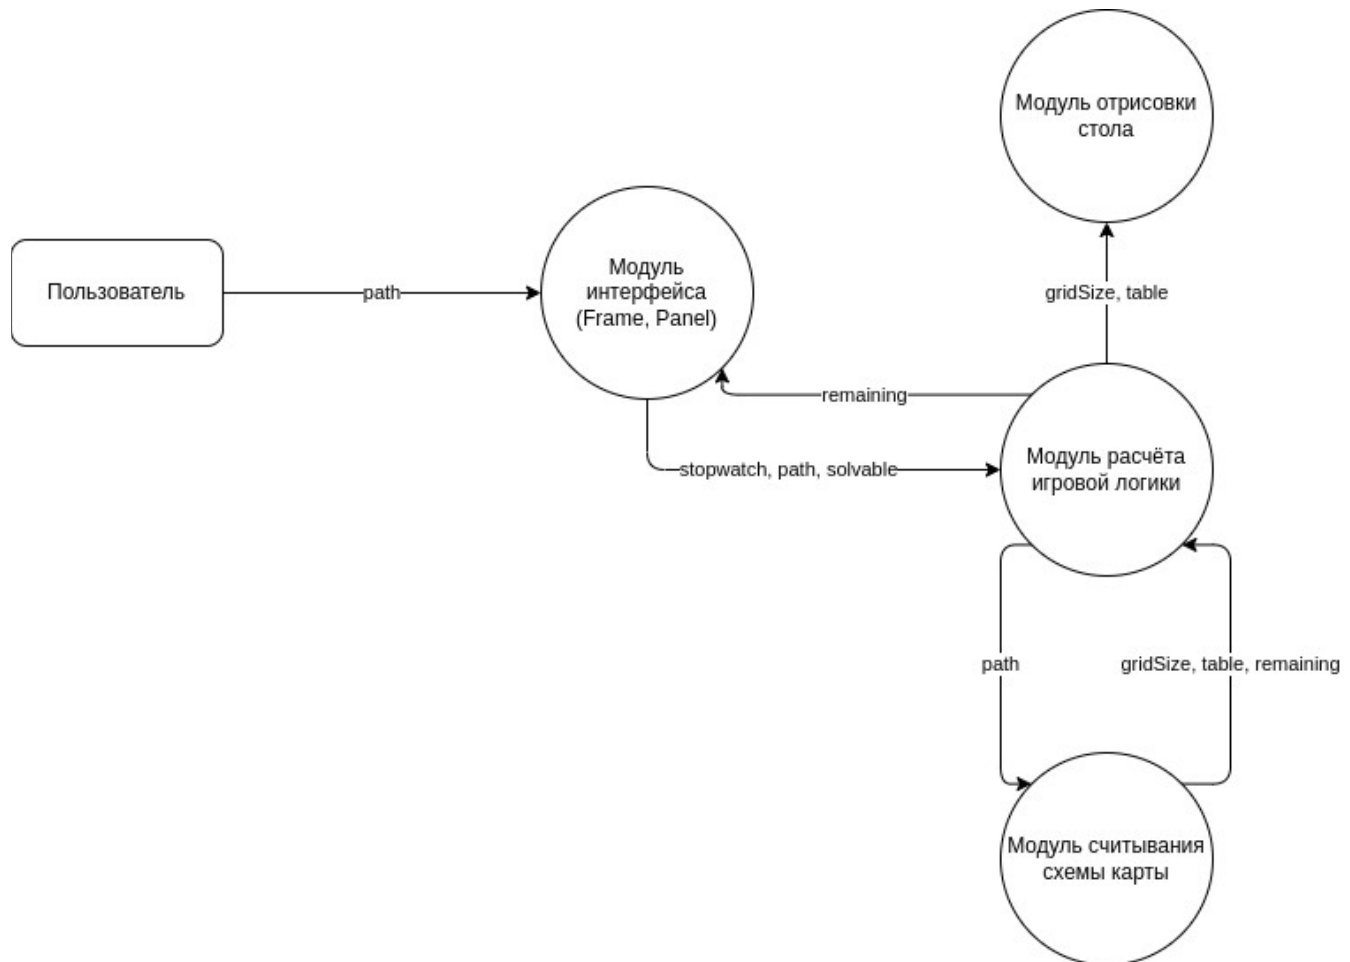 Модуль отрисовки
стола
Пользователь
path
Модуль
интерфейса
(Frame, Panel)
gridSize, table
remaining
stopwatch, path, solvable
Модуль расчёта
игровой логики
path
gridSize, table, remaining
Модуль считывания
схемы карты